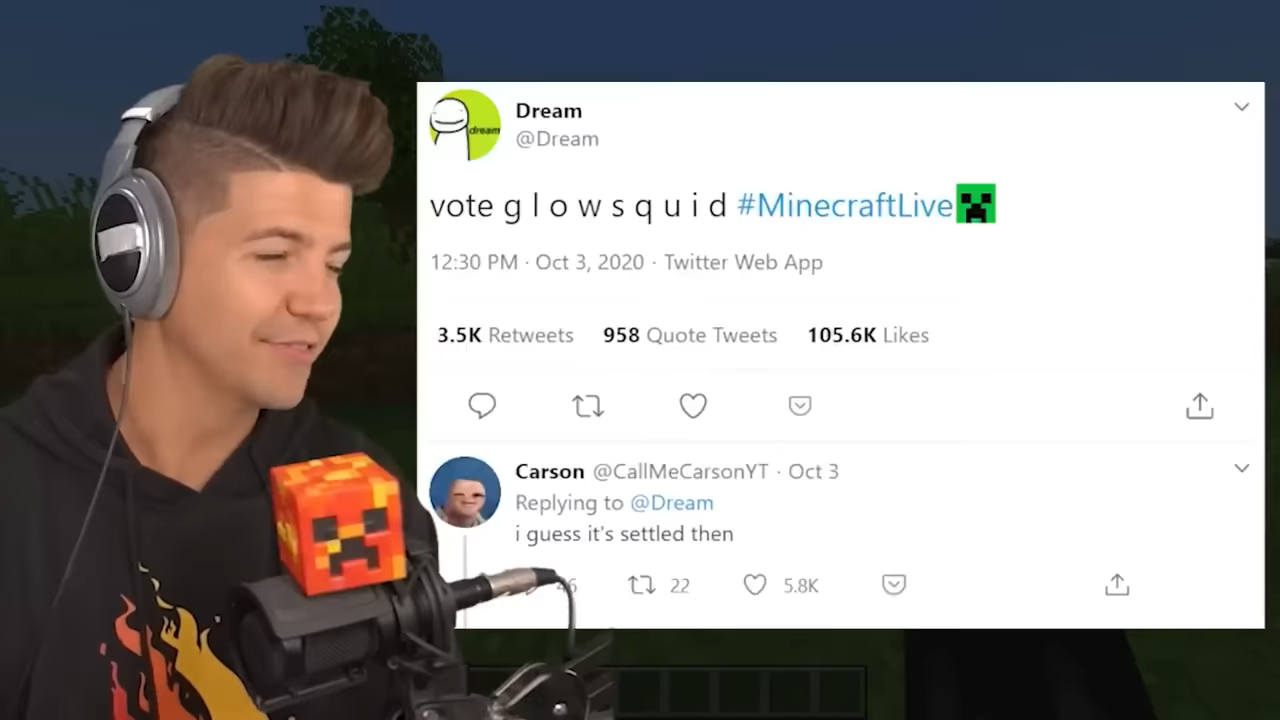 dream
Dream
@Dream
vote g l o w s q u i d #MinecraftLive
12:30 PM · Oct 3, 2020 · Twitter Web App
3.5K Retweets 958 Quote Tweets 105.6K Likes
Carson @CallMeCarsonYT · Oct 3
Replying to @Dream
i guess it's settled then
22 5.8K